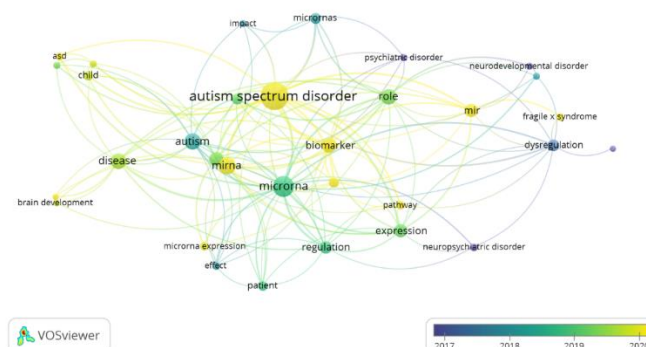 impact
micrornas
asd
child
psychiatric disorder
neurodevelopmental disorder
autism spectrum disorder
role
mir
fragile x syndrome
autism
biomarker
dysregulation
disease
mirna
microrna
brain development
pathway
expression
microrna expression
regulation
neuropsychiatric disorder
effect
patient
VOSviewer
2017 2018 2019 2020